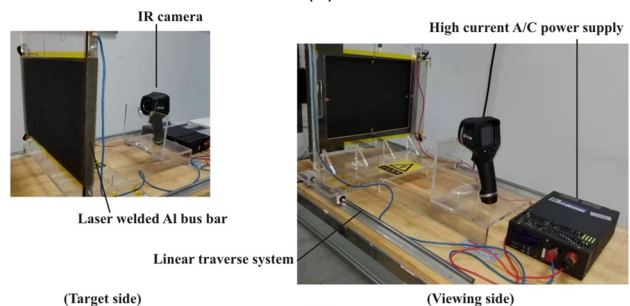 IR camera
High current A/C power supply
Laser welded Al bus bar
Linear traverse system
(Target side)
(Viewing side)